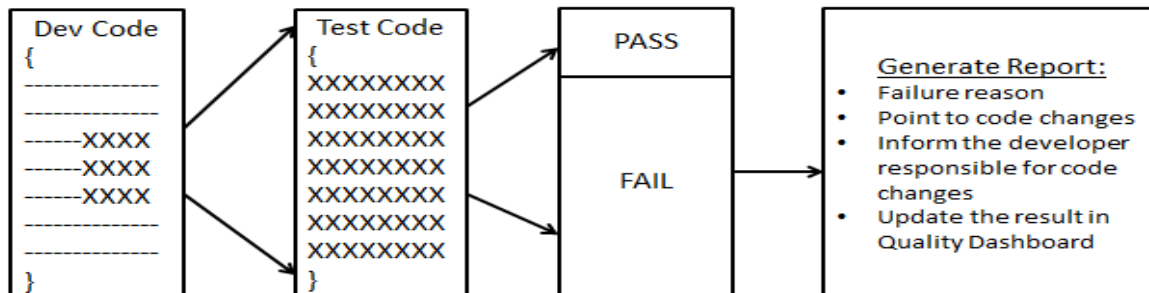 Dev Code
{
---------------
---------------
------XXXX
------XXXX
------XXXX
---------------
---------------
}
Test Code
{
XXXXXXXX
XXXXXXXX
XXXXXXXX
XXXXXXXX
XXXXXXXX
XXXXXXXX
XXXXXXXX
}
PASS
FAIL
Generate Report:
• Failure reason
• Point to code changes
• Inform the developer
responsible for code
changes
• Update the result in
Quality Dashboard